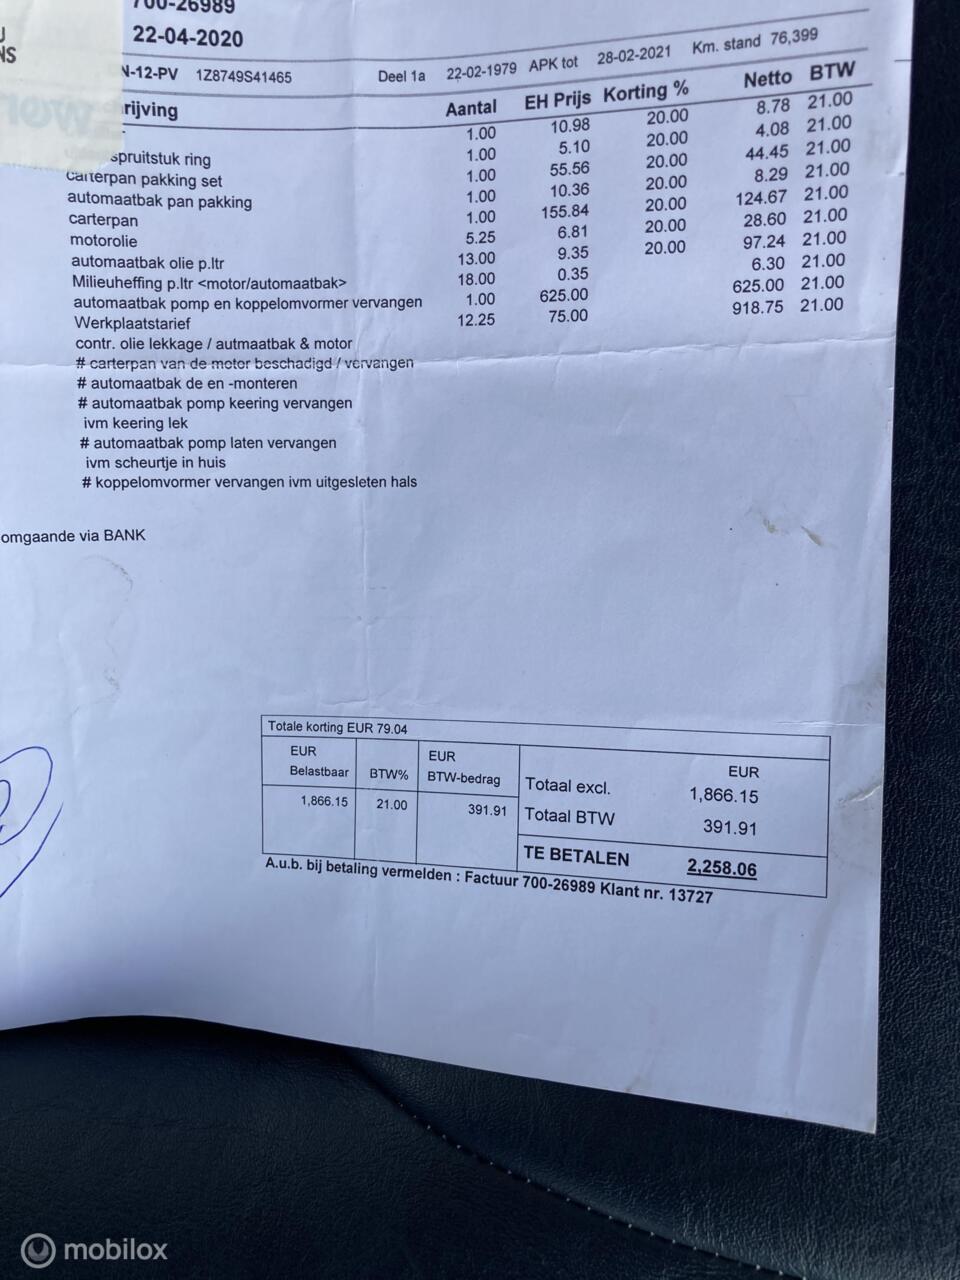 700-26989
22-04-2020
N-12-PV 1Z8749S41465 Deel 1a 22-02-1979 APK tot 28-02-2021 Km. stand 76,399
rijving Aantal EH Prijs Korting % Netto BTW
1.00 10.98 20.00 8.78 21.00
spruitstuk ring 1.00 5.10 20.00 4.08 21.00
carterpan pakking set 1.00 55.56 20.00 44.45 21.00
automaatbak pan pakking 1.00 10.36 20.00 8.29 21.00
carterpan 1.00 155.84 20.00 124.67 21.00
motorolie 5.25 6.81 20.00 28.60 21.00
automaatbak olie p.ltr 13.00 9.35 20.00 97.24 21.00
Milieuheffing p.ltr <motor/automaatbak> 18.00 0.35 6.30 21.00
automaatbak pomp en koppelomvormer vervangen 1.00 625.00 625.00 21.00
Werkplaatstarief 12.25 75.00 918.75 21.00
contr. olie lekkage / autmaatbak & motor
# carterpan van de motor beschadigd / vervangen
# automaatbak de en -monteren
# automaatbak pomp keering vervangen
ivm keering lek
# automaatbak pomp laten vervangen
ivm scheurtje in huis
# koppelomvormer vervangen ivm uitgesleten hals
omgaande via BANK
Totale korting EUR 79.04
EUR Belastbaar BTW% EUR BTW-bedrag EUR
1,866.15 21.00 391.91
Totaal excl. 1,866.15
Totaal BTW 391.91
TE BETALEN 2,258.06
A.u.b. bij betaling vermelden : Factuur 700-26989 Klant nr. 13727
mobilox